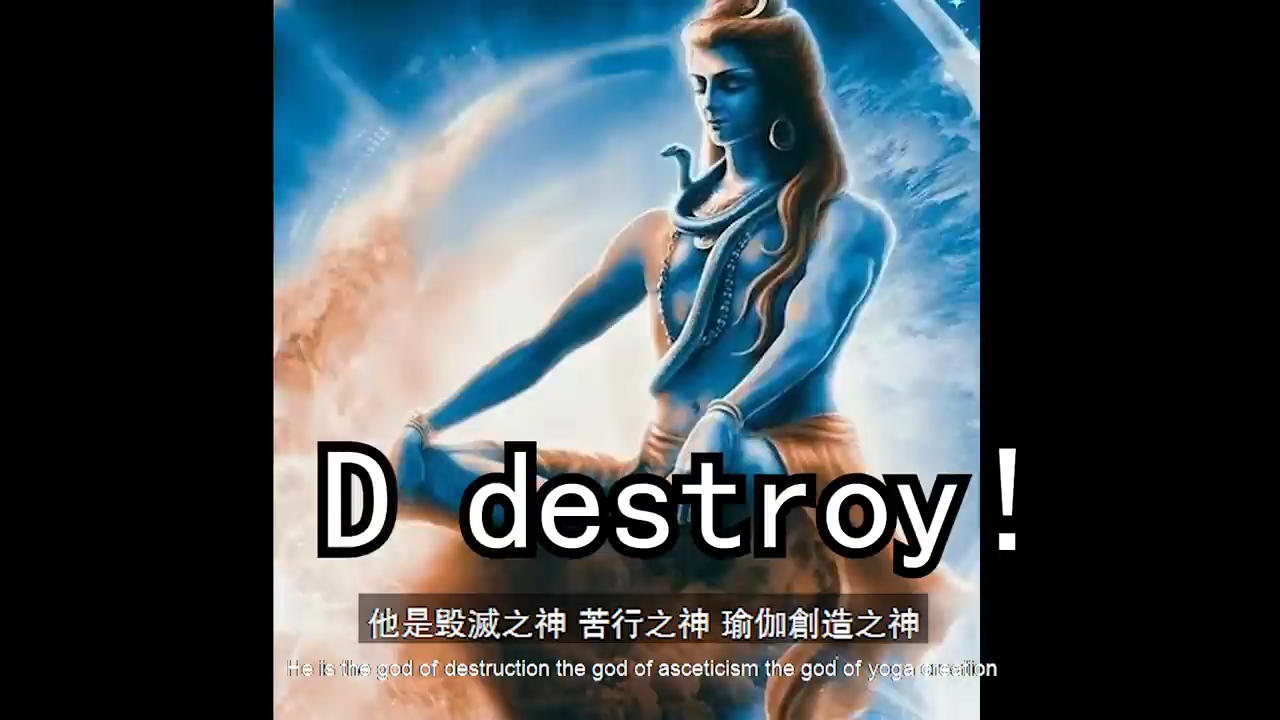 D destroy!
他是毀滅之神 苦行之神 瑜伽創造之神
He is the god of destruction the god of asceticism the god of yoga creation